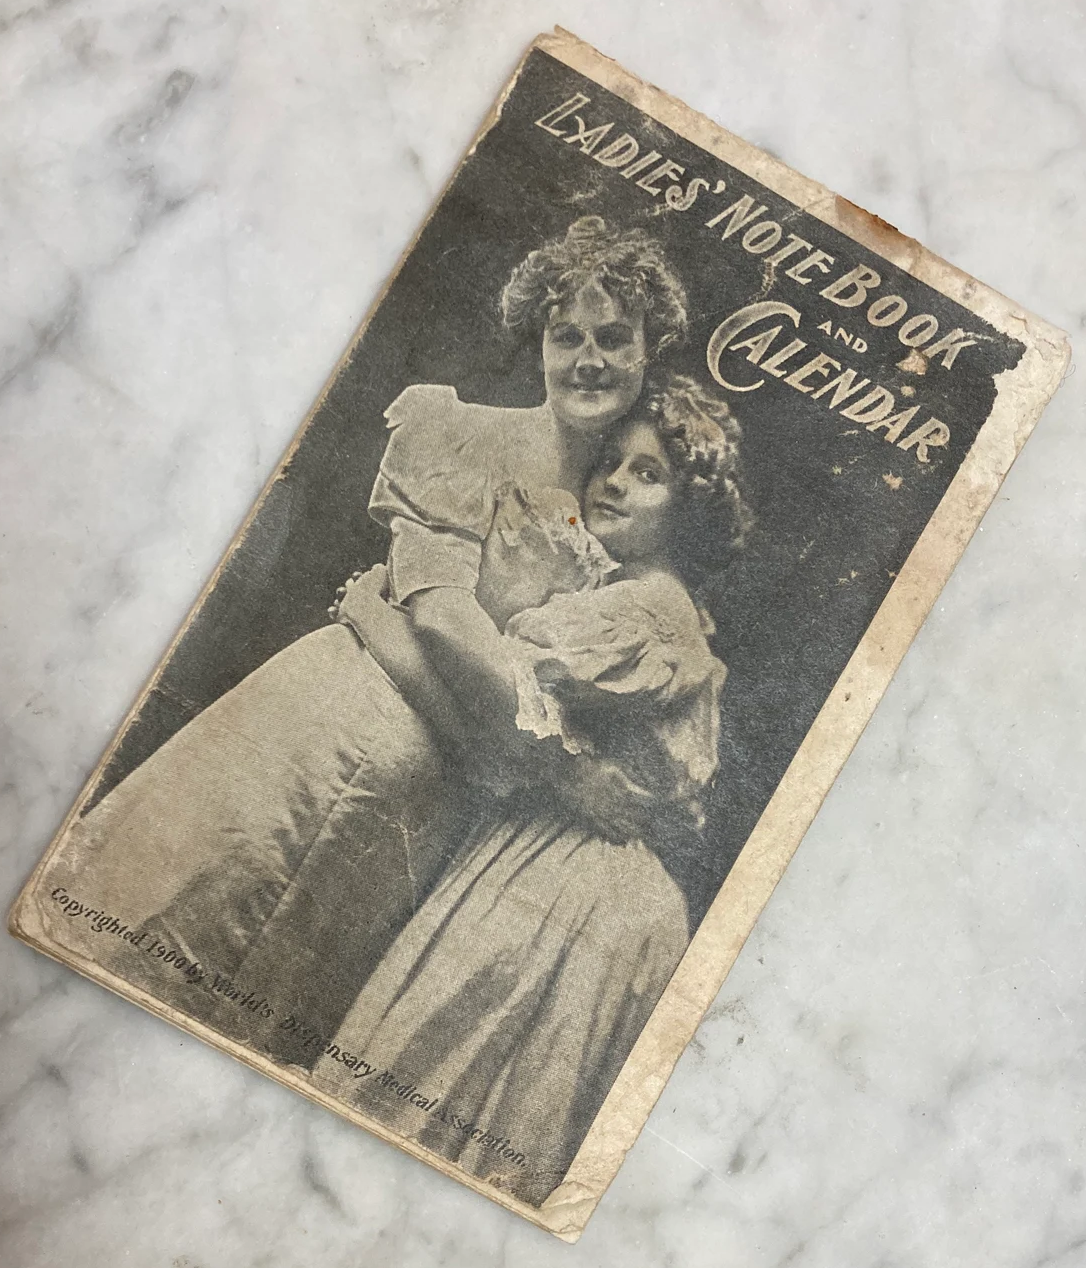 LADIES' NOTE BOOK
AND
CALENDAR
Copyrighted 1900 by World's Dispensary Medical Association.